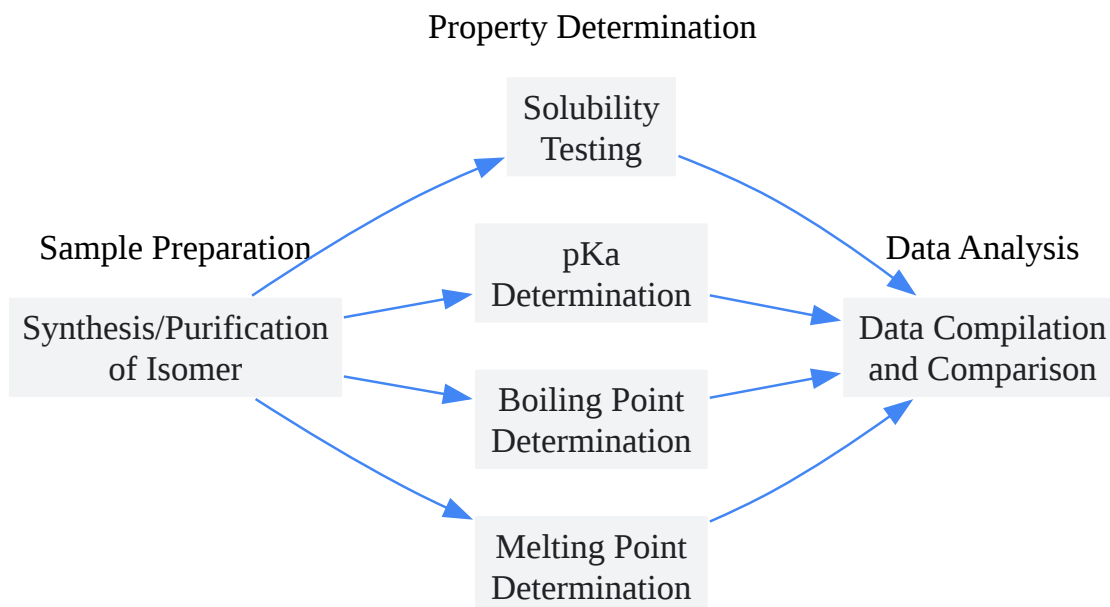 Property Determination
Solubility
Testing
Sample Preparation
Data Analysis
pKa
Determination
Synthesis/Purification
of Isomer
Data Compilation
and Comparison
Boiling Point
Determination
Melting Point
Determination